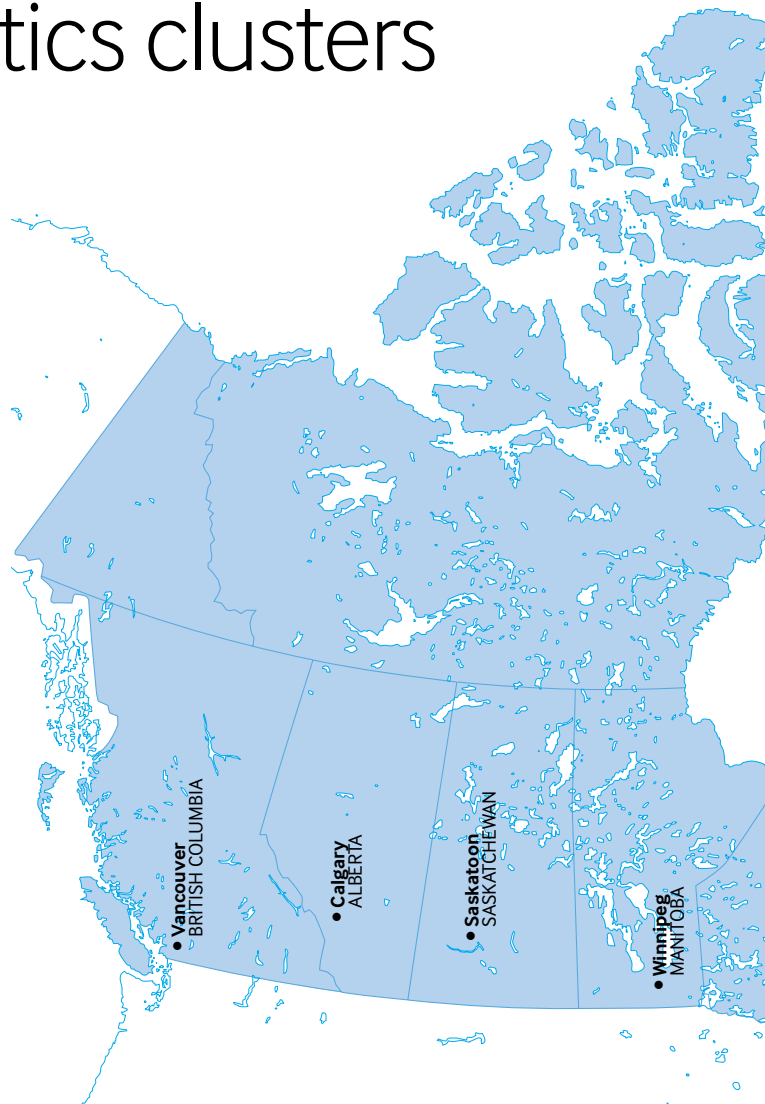 tics clusters
Vancouver
BRITISH COLUMBIA
Calgary
ALBERTA
Saskatoon
SASKATCHEWAN
Winnipeg
MANITOBA